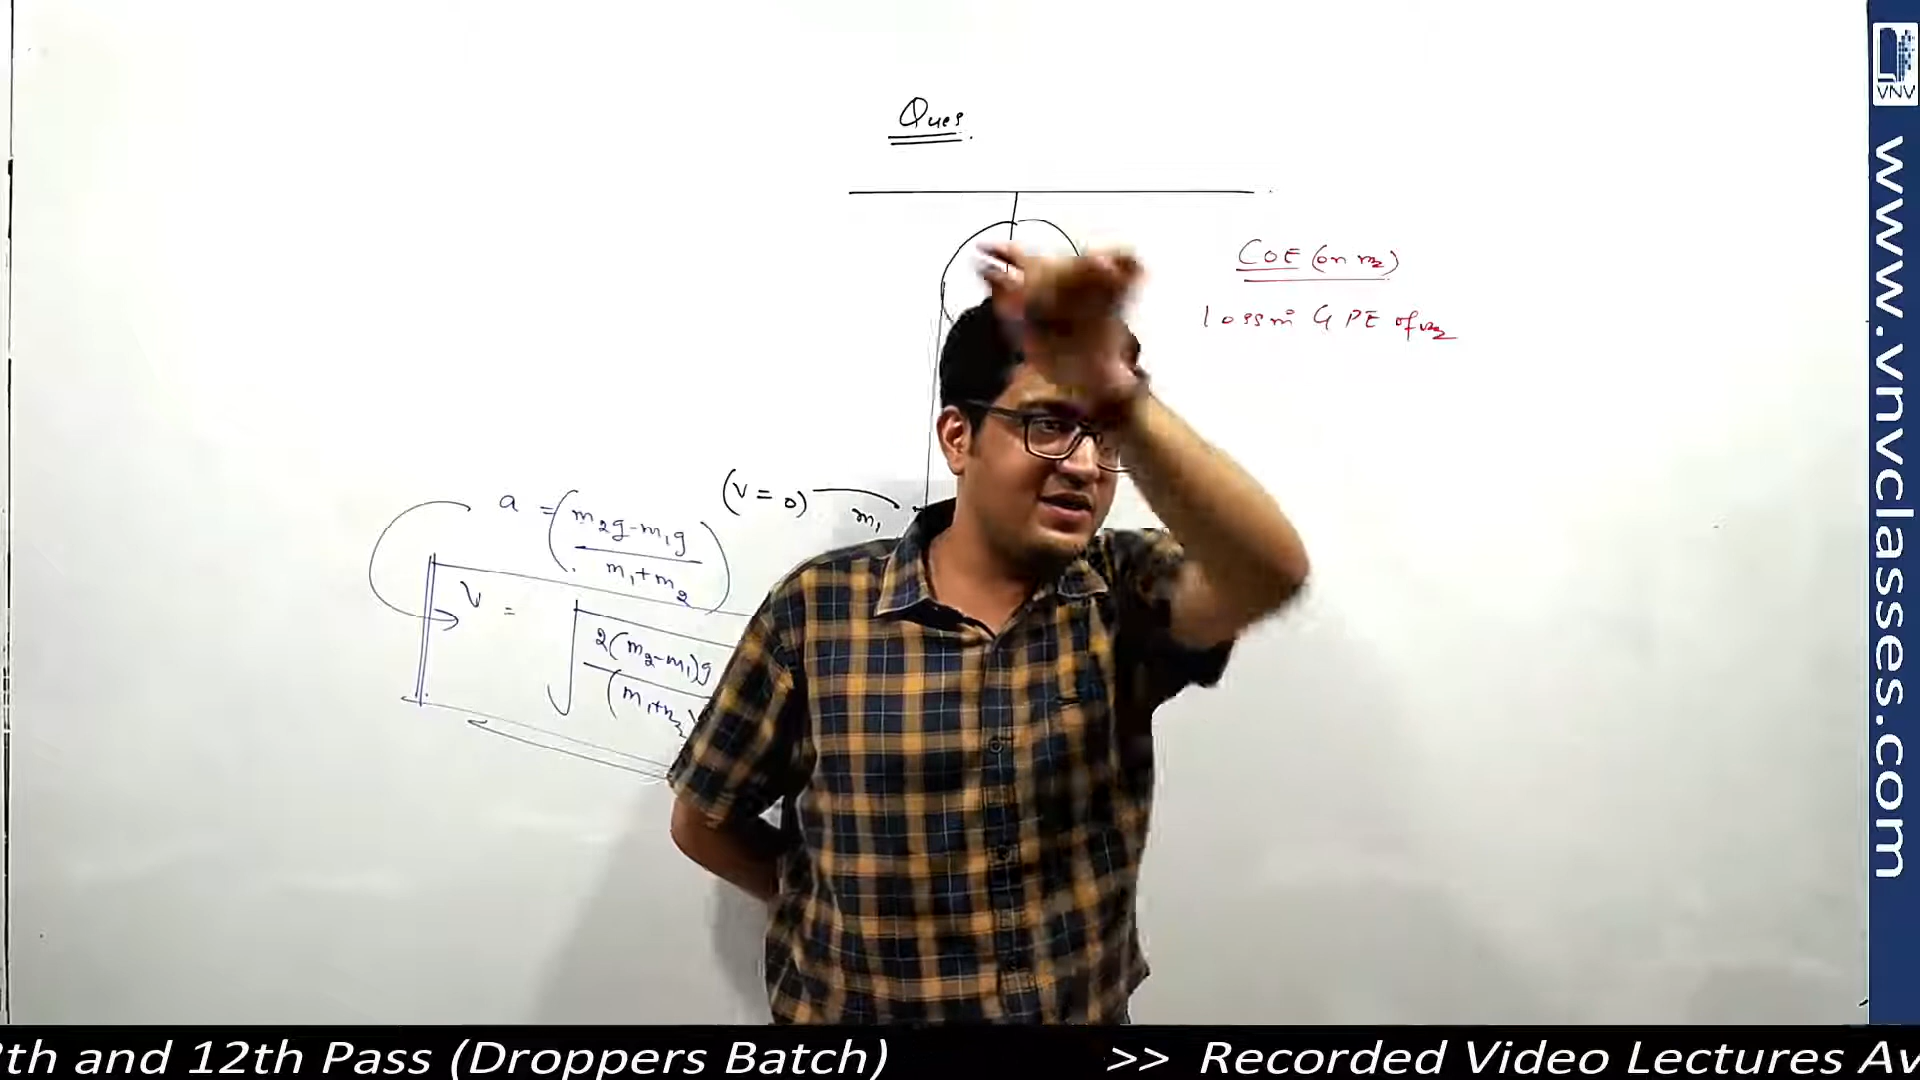 Ques.
COE (on m2)
loss in GPE of m2
(v = 0)
m1
a = (m2g-m1g
m1+m2)
V =
2(m2-m1)g
(m1+m2)
VNV
www.vnvclasses.com
th and 12th Pass (Droppers Batch) >> Recorded Video Lectures Av